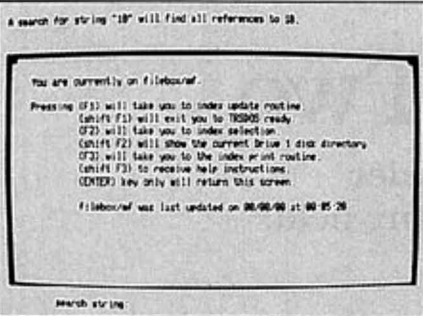 A search for string "10" will find all references to 10.
You are currently on filebox/mf.
Pressing (F1) will take you to index update routine.
(shift F1) will exit you to TRSDOS ready.
(F2) will take you to index selection.
(shift F2) will show the current Drive 1 disk directory
(F3) will take you to the index print routine.
(shift F3) to receive help instructions.
(ENTER) key only will return this screen.
filebox/mf was last updated on 00/00/00 at 00:05:20
Search string: